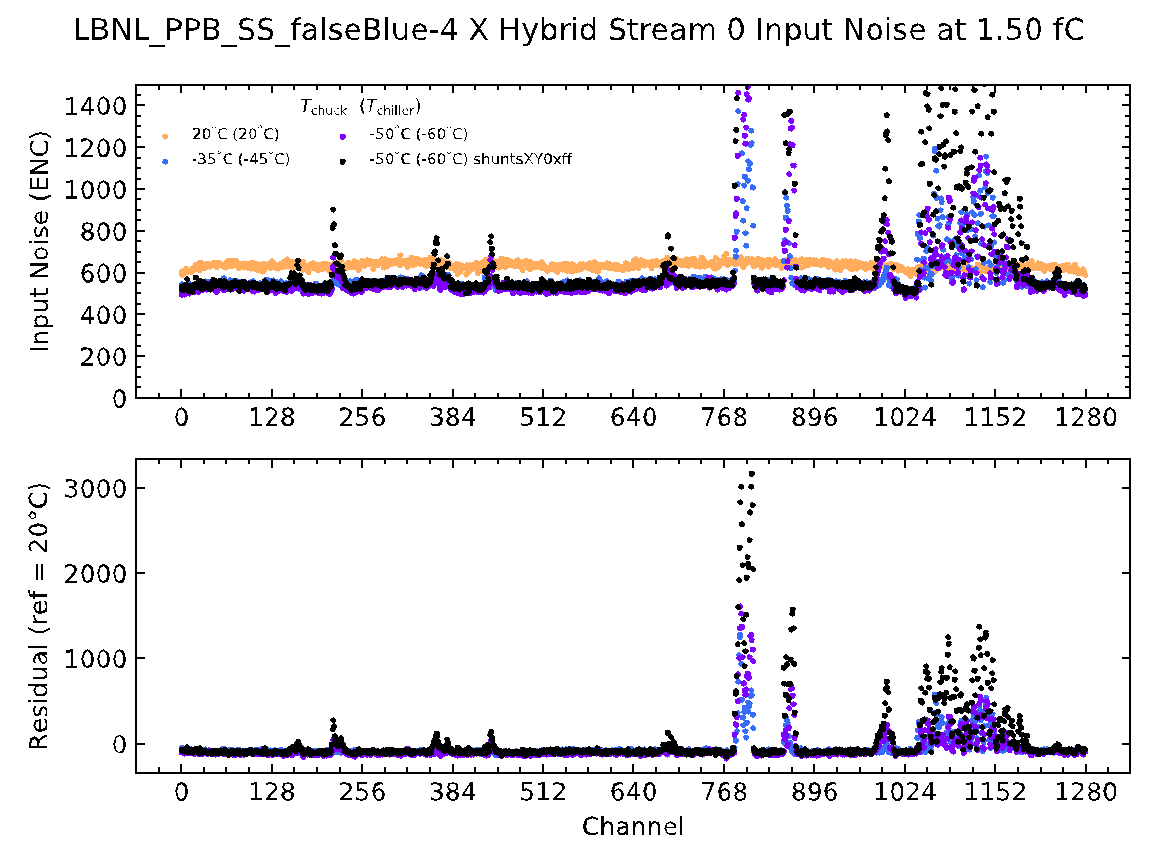 LBNL_PPB_SS_falseBlue-4 X Hybrid Stream 0 Input Noise at 1.50 fC
Input Noise (ENC)
1400
1200
1000
800
600
400
200
0
T_chuck (T_chiller)
20°C (20°C)
-35°C (-45°C)
-50°C (-60°C)
-50°C (-60°C) shuntsXY0xff
0 128 256 384 512 640 768 896 1024 1152 1280
Residual (ref = 20°C)
3000
2000
1000
0
0 128 256 384 512 640 768 896 1024 1152 1280
Channel